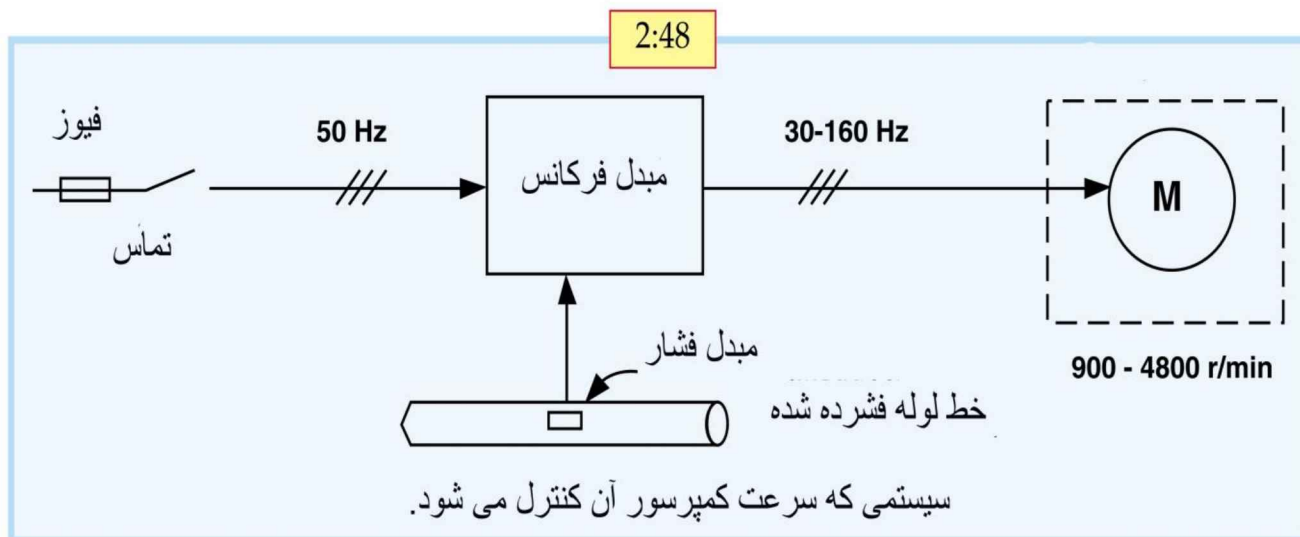 2:48
فیوز
50 Hz
30-160 Hz
مبدل فرکانس
M
تماس
مبدل فشار
900 - 4800 r/min
خط لوله فشرده شده
سیستمی که سرعت کمپرسور آن کنترل می شود.